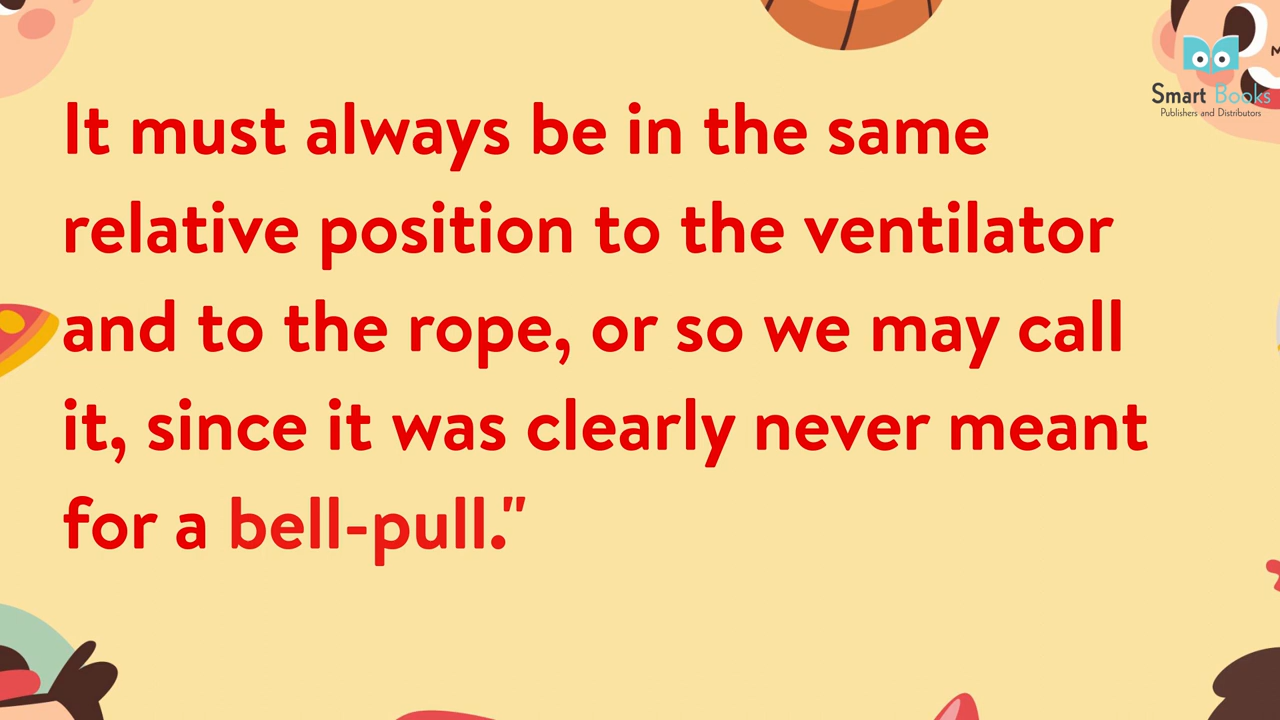 It must always be in the same
relative position to the ventilator
and to the rope, or so we may call
it, since it was clearly never meant
for a bell-pull."
Smart Books
Publishers and Distributors